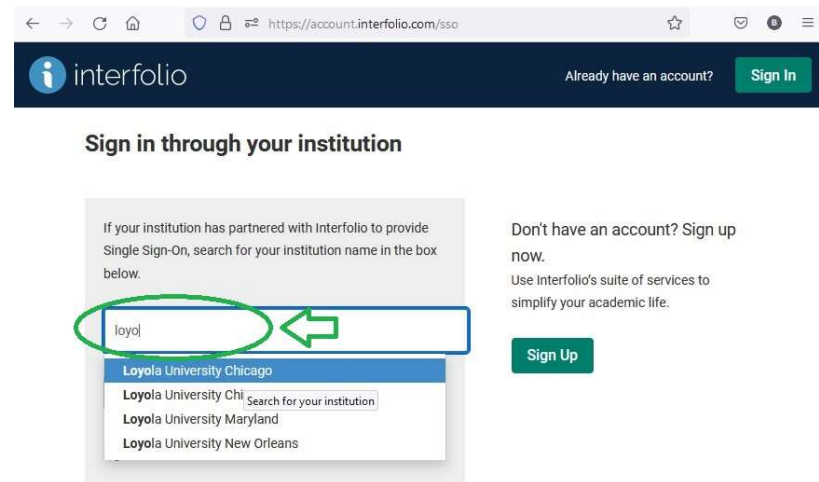 https://account.interfolio.com/sso
B
i interfolio
Already have an account?
Sign In
Sign in through your institution
If your institution has partnered with Interfolio to provide
Single Sign-On, search for your institution name in the box
below.
loyo
Loyola University Chicago
Loyola University Chi
Search for your institution
Loyola University Maryland
Loyola University New Orleans
Don't have an account? Sign up
now.
Use Interfolio's suite of services to
simplify your academic life.
Sign Up